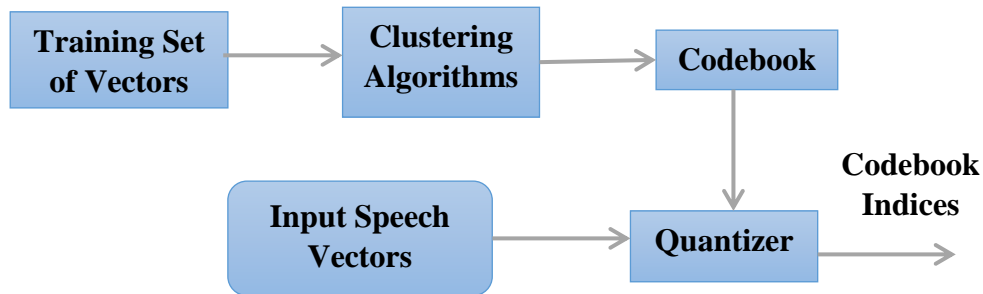 Training Set
of Vectors
Clustering
Algorithms
Codebook
Input Speech
Vectors
Quantizer
Codebook
Indices